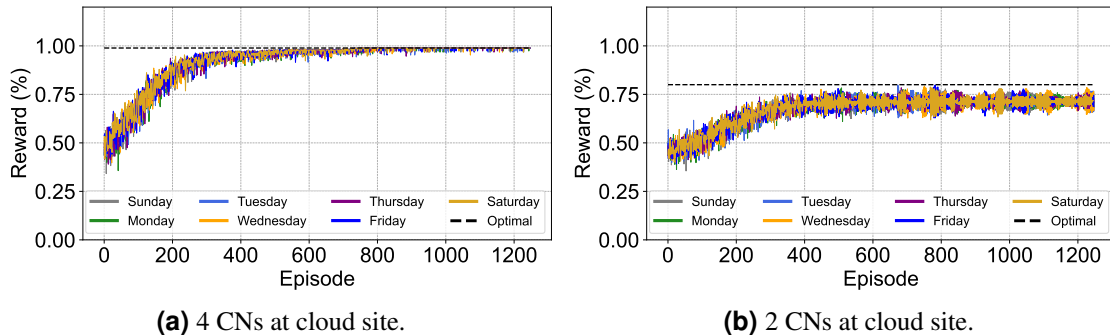 Reward (%)
1.00
0.75
0.50
0.25
0.00
Sunday Tuesday Thursday Saturday
Monday Wednesday Friday Optimal
0 200 400 600 800 1000 1200
Episode
(a) 4 CNs at cloud site.
Reward (%)
1.00
0.75
0.50
0.25
0.00
Sunday Tuesday Thursday Saturday
Monday Wednesday Friday Optimal
0 200 400 600 800 1000 1200
Episode
(b) 2 CNs at cloud site.